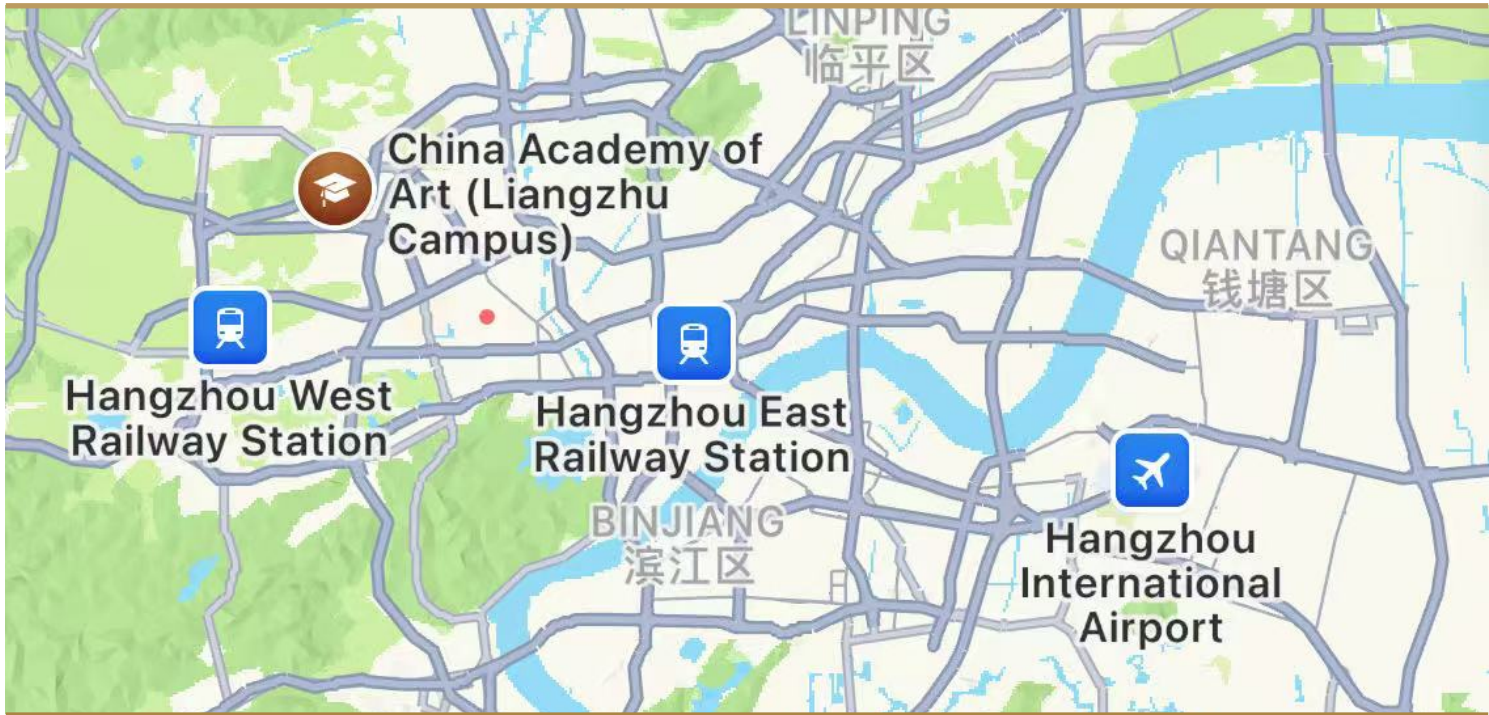 LINPING
临平区
China Academy of
Art (Liangzhu
Campus)
QIANTANG
钱塘区
Hangzhou West
Railway Station
Hangzhou East
Railway Station
BINJIANG
滨江区
Hangzhou
International
Airport